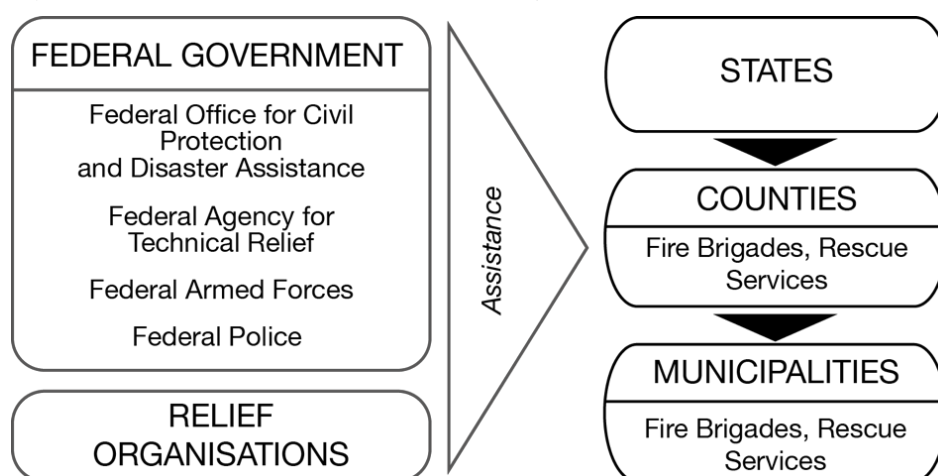 FEDERAL GOVERNMENT
Federal Office for Civil
Protection
and Disaster Assistance
Federal Agency for
Technical Relief
Federal Armed Forces
Federal Police
RELIEF
ORGANISATIONS
Assistance
STATES
COUNTIES
Fire Brigades, Rescue
Services
MUNICIPALITIES
Fire Brigades, Rescue
Services